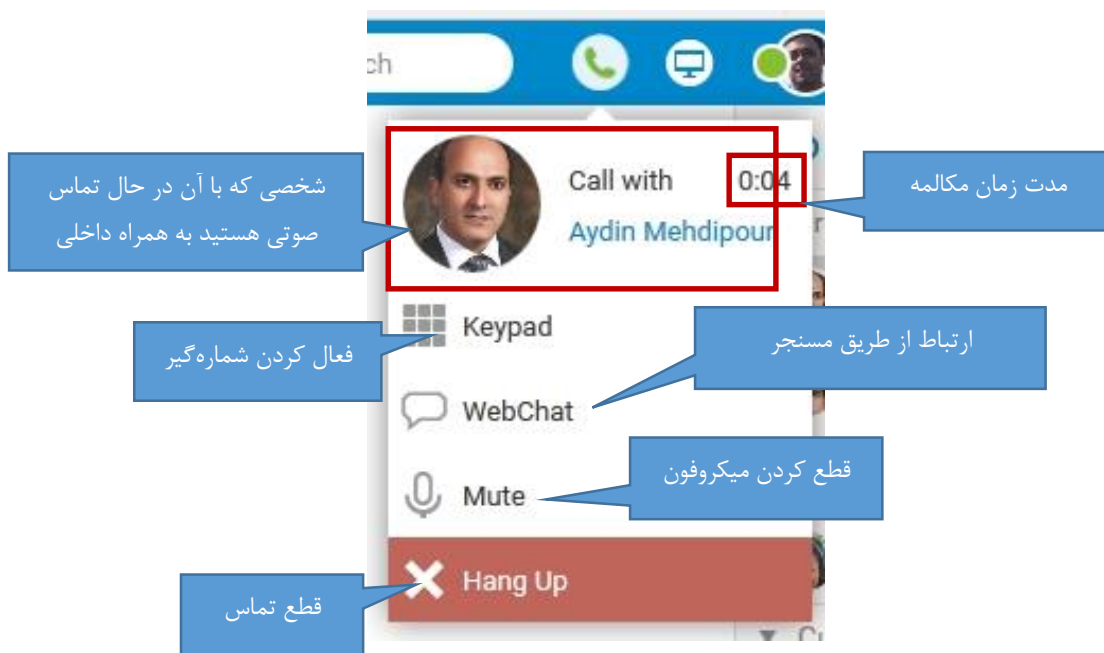 ch
شخصی که با آن در حال تماس
صوتی هستید به همراه داخلی
Call with
0:04
مدت زمان مکالمه
Aydin Mehdipour
Keypad
فعال کردن شماره‌گیر
ارتباط از طریق مسنجر
WebChat
قطع کردن میکروفون
Mute
Hang Up
قطع تماس